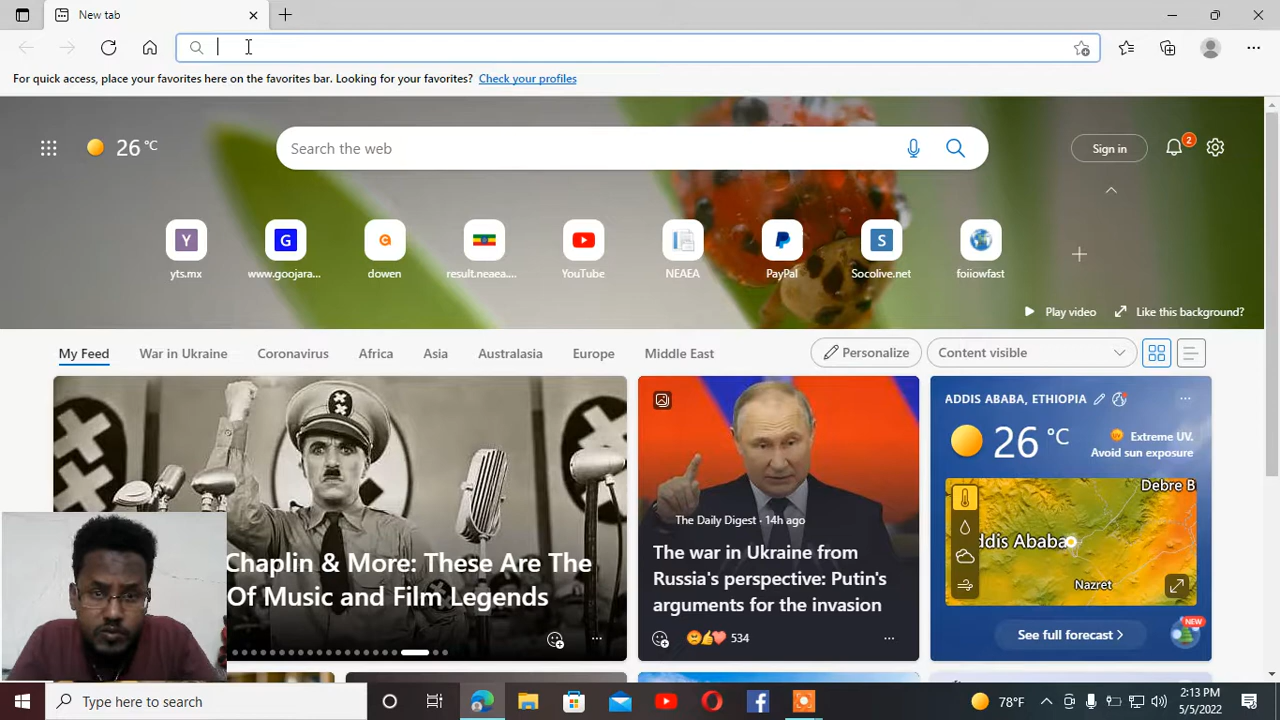 New tab
For quick access, place your favorites here on the favorites bar. Looking for your favorites? Check your profiles
26 °C
Search the web
Sign in
2
Y
G
S
yts.mx
www.goojara...
dowen
result.neaea....
YouTube
NEAEA
PayPal
Socolive.net
foiiowfast
Play video
Like this background?
My Feed
War in Ukraine
Coronavirus
Africa
Asia
Australasia
Europe
Middle East
Personalize
Content visible
Chaplin & More: These Are The
Of Music and Film Legends
The Daily Digest · 14h ago
The war in Ukraine from
Russia's perspective: Putin's
arguments for the invasion
534
ADDIS ABABA, ETHIOPIA
26 °C
Extreme UV.
Avoid sun exposure
Debre B
ddis Ababa
Nazret
See full forecast
NEW
Type here to search
78°F
2:13 PM
5/5/2022